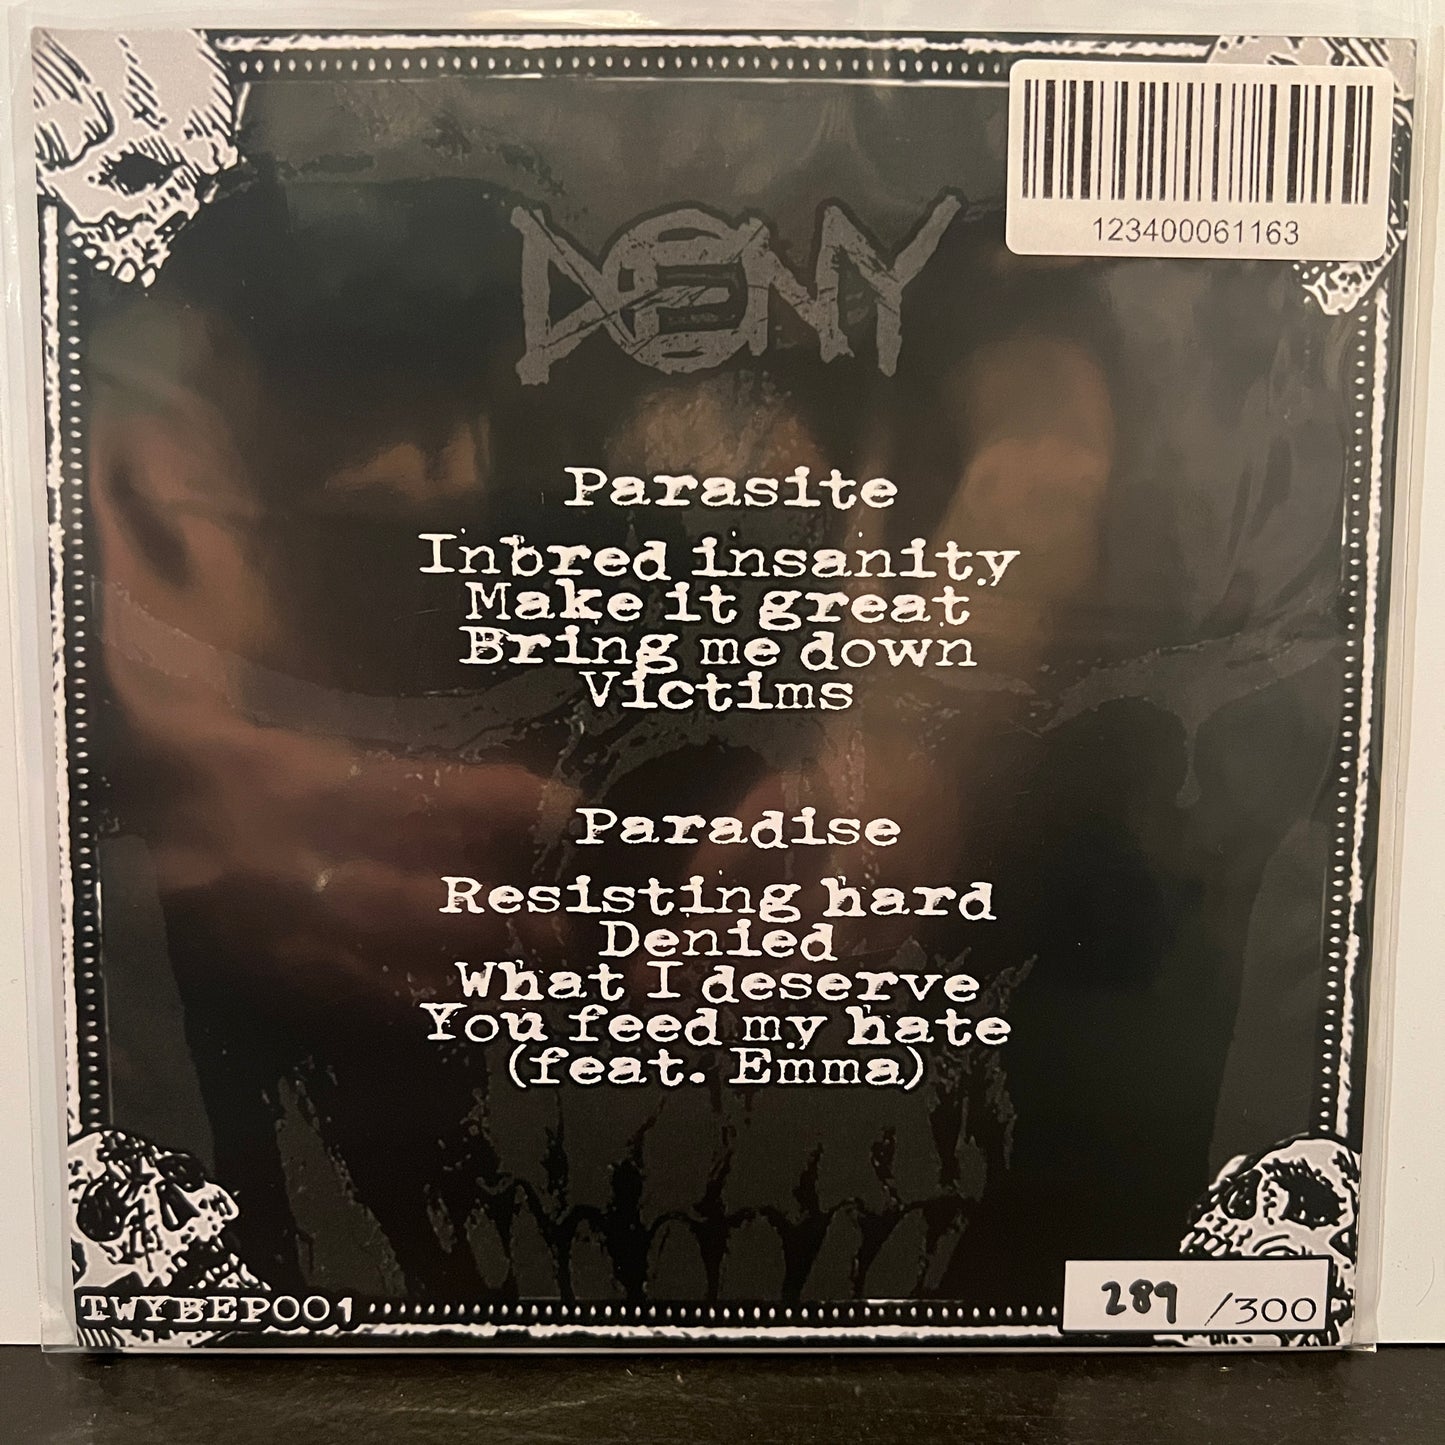 123400061163
DENY
Parasite
Inbred insanity
Make it great
Bring me down
Victims
Paradise
Resisting hard
Denied
What I deserve
You feed my hate
(feat. Emma)
TWYBEP001
289 /300